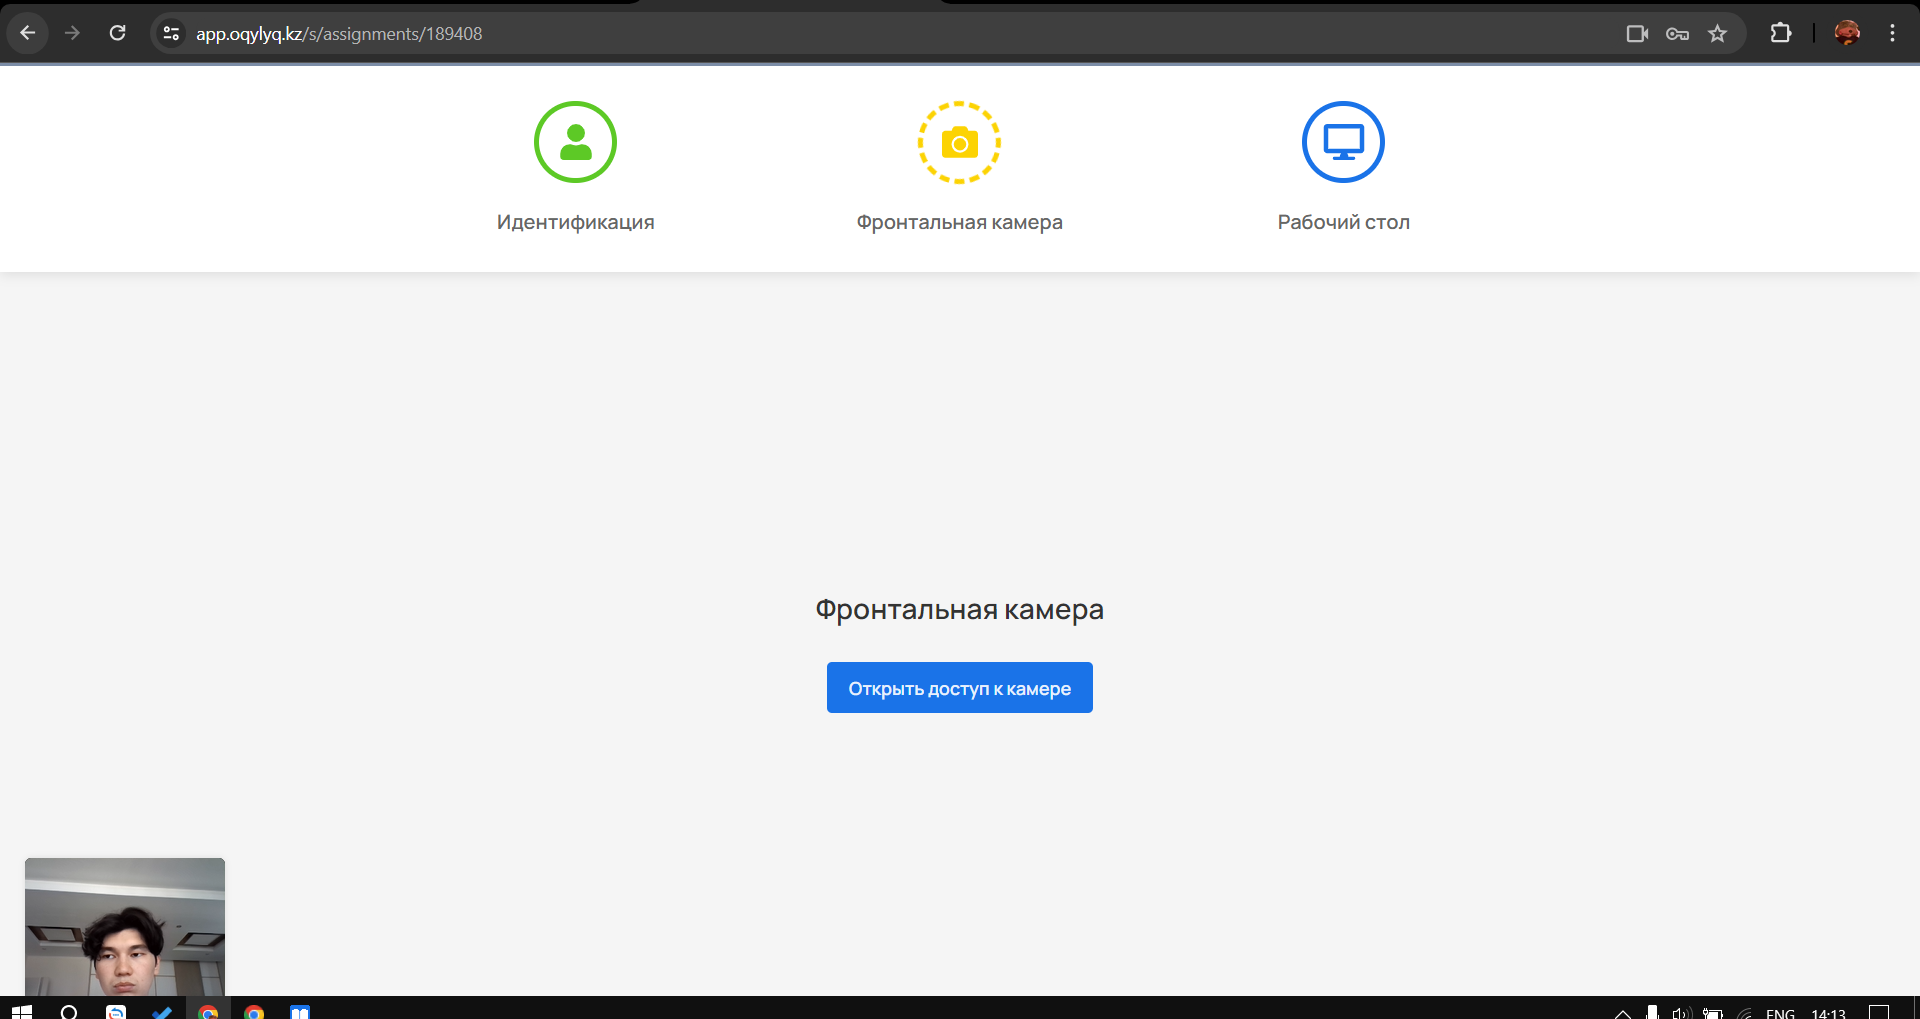 app.oqylyq.kz/s/assignments/189408
Идентификация
Фронтальная камера
Рабочий стол
Фронтальная камера
Открыть доступ к камере
ENG
14:13